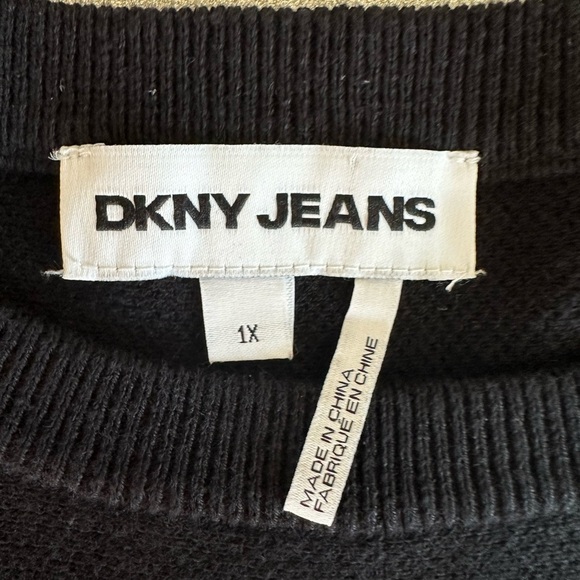 DKNY JEANS
1X
MADE IN CHINA
FABRIQUÉ EN CHINE